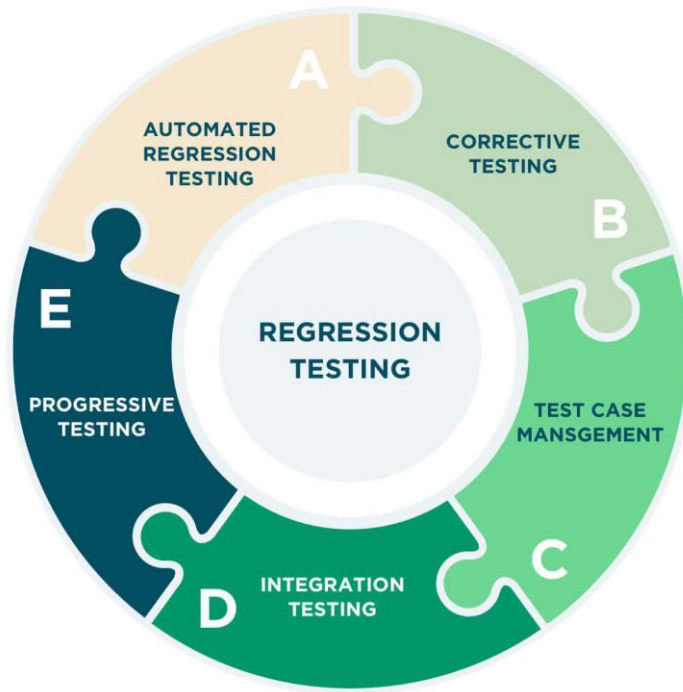 A
AUTOMATED
REGRESSION
TESTING
CORRECTIVE
TESTING
B
E
REGRESSION
TESTING
PROGRESSIVE
TESTING
TEST CASE
MANSGEMENT
C
D
INTEGRATION
TESTING